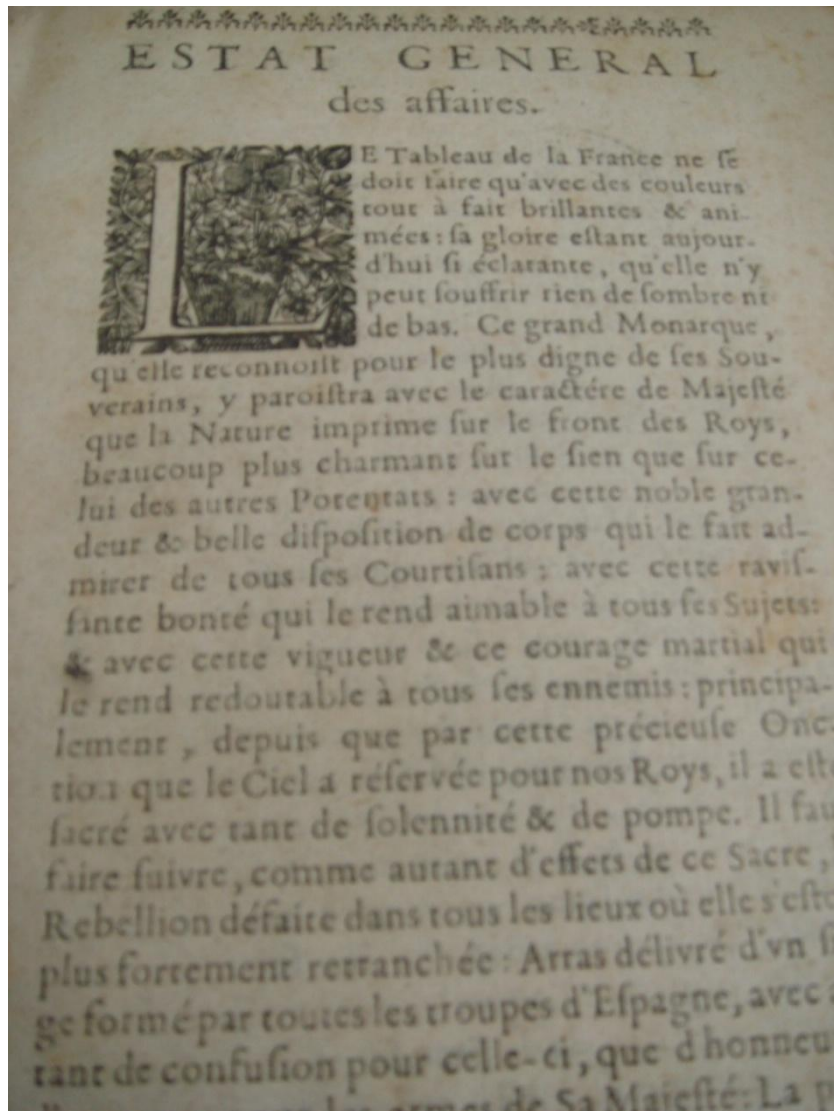 ESTAT GENERAL
des affaires.
LE Tableau de la France ne se
doit faire qu'avec des couleurs
tout à fait brillantes & ani-
mées : sa gloire estant aujour-
d'hui si éclatante, qu'elle n'y
peut souffrir rien de sombre ni
de bas. Ce grand Monarque,
qu'elle reconnoist pour le plus digne de ses Sou-
verains, y paroistra avec le caractére de Majesté
que la Nature imprime sur le front des Roys,
beaucoup plus charmant sur le sien que sur ce-
lui des autres Potentats : avec cette noble gran-
deur & belle disposition de corps qui le fait ad-
mirer de tous ses Courtisans : avec cette ravis-
sante bonté qui le rend aimable à tous ses Sujets:
& avec cette vigueur & ce courage martial qui
le rend redoutable à tous ses ennemis : principa-
lement, depuis que par cette précieuse Onc-
tion que le Ciel a réservée pour nos Roys, il a esté
sacré avec tant de solennité & de pompe. Il fau
faire suivre, comme autant d'effets de ce Sacre,
Rebellion défaite dans tous les lieux où elle s'esto
plus fortement retranchée : Arras délivré d'vn
ge formé par toutes les troupes d'Espagne, avec
tant de confusion pour celle-ci, que d'honneu
armes de Sa Majesté: La